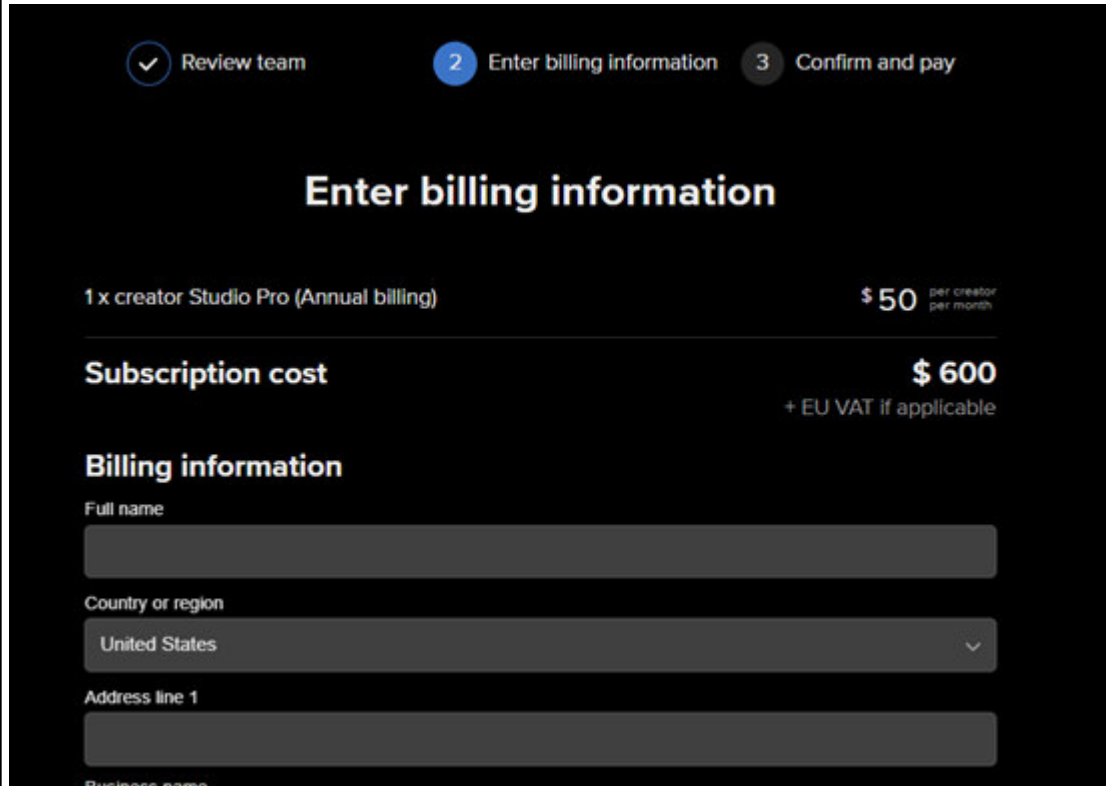 Review team
2 Enter billing information
3 Confirm and pay
Enter billing information
1 x creator Studio Pro (Annual billing)
$ 50 per creator
per month
Subscription cost
$ 600
+ EU VAT if applicable
Billing information
Full name
Country or region
United States
Address line 1
Business name